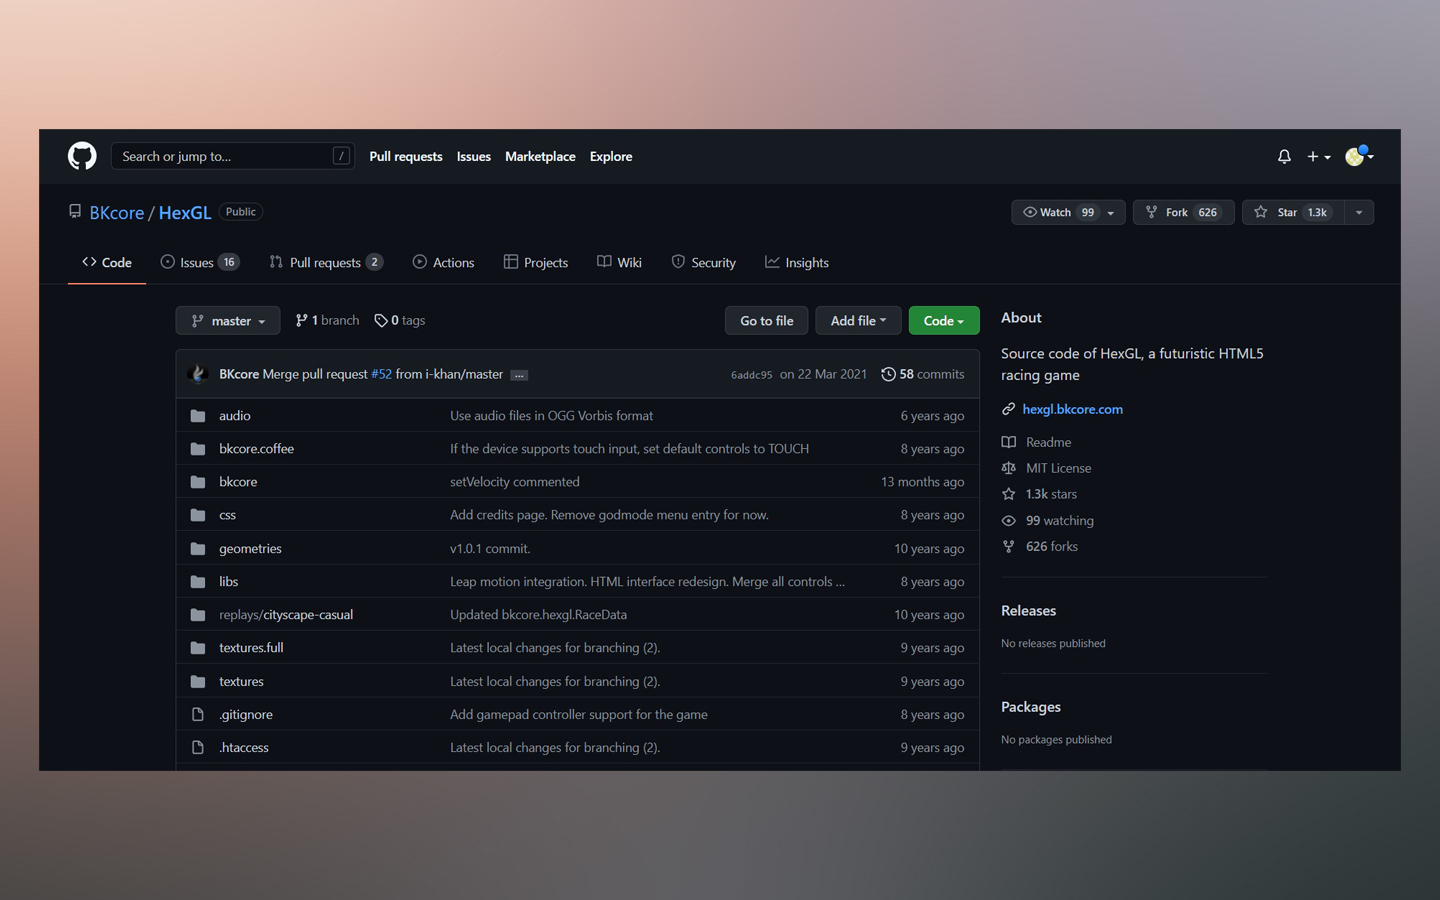 Search or jump to... /
Pull requests Issues Marketplace Explore
BKcore / HexGL Public
Watch 99 Fork 626 Star 1.3k
Code Issues 16 Pull requests 2 Actions Projects Wiki Security Insights
master 1 branch 0 tags Go to file Add file Code
BKcore Merge pull request #52 from i-khan/master ... 6addc95 on 22 Mar 2021 58 commits
audio Use audio files in OGG Vorbis format 6 years ago
bkcore.coffee If the device supports touch input, set default controls to TOUCH 8 years ago
bkcore setVelocity commented 13 months ago
css Add credits page. Remove godmode menu entry for now. 8 years ago
geometries v1.0.1 commit. 10 years ago
libs Leap motion integration. HTML interface redesign. Merge all controls ... 8 years ago
replays/cityscape-casual Updated bkcore.hexgl.RaceData 10 years ago
textures.full Latest local changes for branching (2). 9 years ago
textures Latest local changes for branching (2). 9 years ago
.gitignore Add gamepad controller support for the game 8 years ago
.htaccess Latest local changes for branching (2). 9 years ago
About
Source code of HexGL, a futuristic HTML5
racing game
hexgl.bkcore.com
Readme
MIT License
1.3k stars
99 watching
626 forks
Releases
No releases published
Packages
No packages published